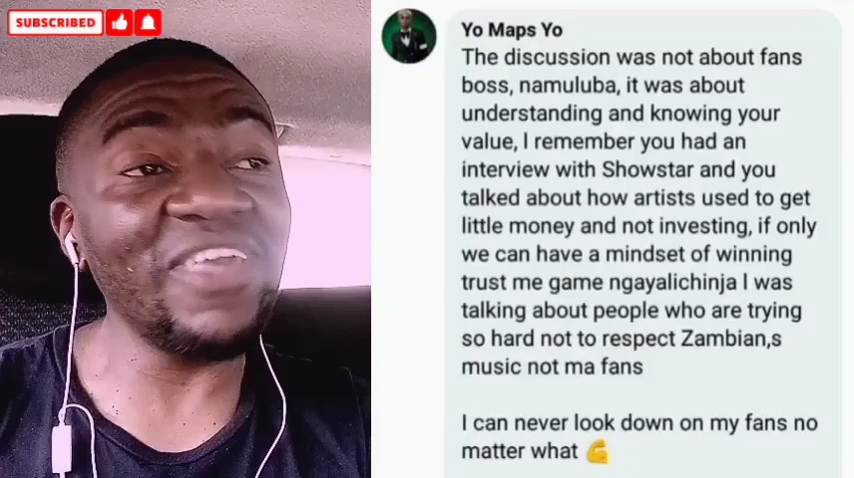 SUBSCRIBED
Yo Maps Yo
The discussion was not about fans
boss, namuluba, it was about
understanding and knowing your
value, I remember you had an
interview with Showstar and you
talked about how artists used to get
little money and not investing, if only
we can have a mindset of winning
trust me game ngayalichinja I was
talking about people who are trying
so hard not to respect Zambian,s
music not ma fans
I can never look down on my fans no
matter what 💪